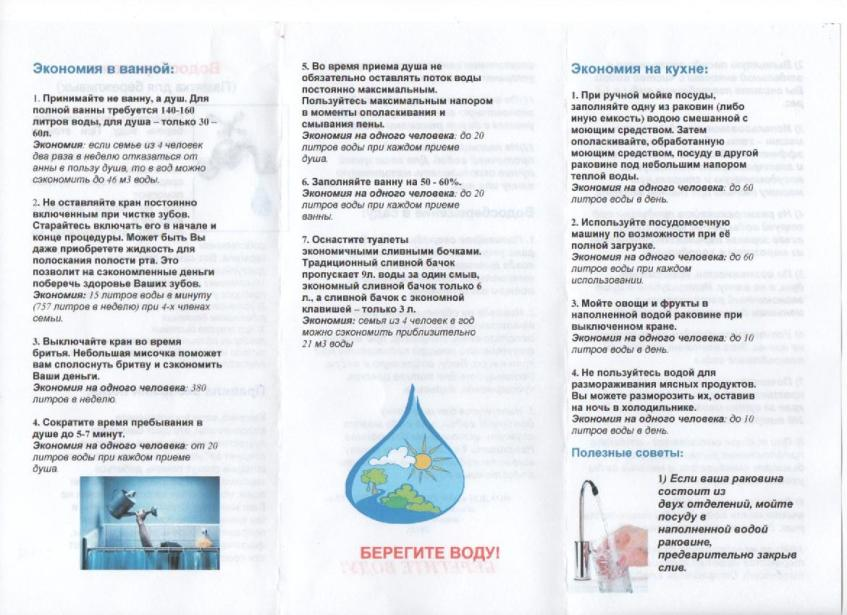 Экономия в ванной:
1. Принимайте не ванну, а душ. Для
полной ванны требуется 140-160
литров воды, для душа – только 30 –
60л.
Экономия: если семье из 4 человек
два раза в неделю отказаться от
анны в пользу душа, то в год можно
сэкономить до 46 м3 воды.
2. Не оставляйте кран постоянно
включенным при чистке зубов.
Старайтесь включать его в начале и
конце процедуры. Может быть Вы
даже приобретете жидкость для
полоскания полости рта. Это
позволит на сэкономленные деньги
поберечь здоровье Ваших зубов.
Экономия: 15 литров воды в минуту
(757 литров в неделю) при 4-х членах
семьи.
3. Выключайте кран во время
бритья. Небольшая мисочка поможет
вам сполоснуть бритву и сэкономить
Ваши деньги.
Экономия на одного человека: 380
литров в неделю
4. Сократите время пребывания в
душе до 5-7 минут.
Экономия на одного человека: от 20
литров воды при каждом приеме
душа.
5. Во время приема душа не
обязательно оставлять поток воды
постоянно максимальным.
Пользуйтесь максимальным напором
в моменты ополаскивания и
смывания пены.
Экономия на одного человека: до 20
литров воды при каждом приеме
душа.
6. Заполняйте ванну на 50 - 60%.
Экономия на одного человека: до 20
литров воды при каждом приеме
ванны.
7. Оснастите туалеты
экономичными сливными бочками.
Традиционный сливной бачок
пропускает 9л. воды за один смыв,
экономный сливной бачок только 6
л., а сливной бачок с экономной
клавишей – только 3 л.
Экономия: семья из 4 человек в год
можно сэкономить приблизительно
21 м3 воды
БЕРЕГИТЕ ВОДУ!
Экономия на кухне:
1. При ручной мойке посуды,
заполняйте одну из раковин (либо
иную емкость) водою смешанной с
моющим средством. Затем
ополаскивайте, обработанную
моющим средством, посуду в другой
раковине под небольшим напором
теплой воды.
Экономия на одного человека: до 60
литров воды в день.
2. Используйте посудомоечную
машину по возможности при её
полной загрузке.
Экономия на одного человека: до 60
литров воды при каждом
использовании.
3. Мойте овощи и фрукты в
наполненной водой раковине при
выключенном кране.
Экономия на одного человека: до 10
литров воды в день.
4. Не пользуйтесь водой для
размораживания мясных продуктов.
Вы можете разморозить их, оставив
на ночь в холодильнике.
Экономия на одного человека: до 10
литров воды в день.
Полезные советы:
1) Если ваша раковина
состоит из
двух отделений, мойте
посуду в
наполненной водой
раковине,
предварительно закрыв
слив.